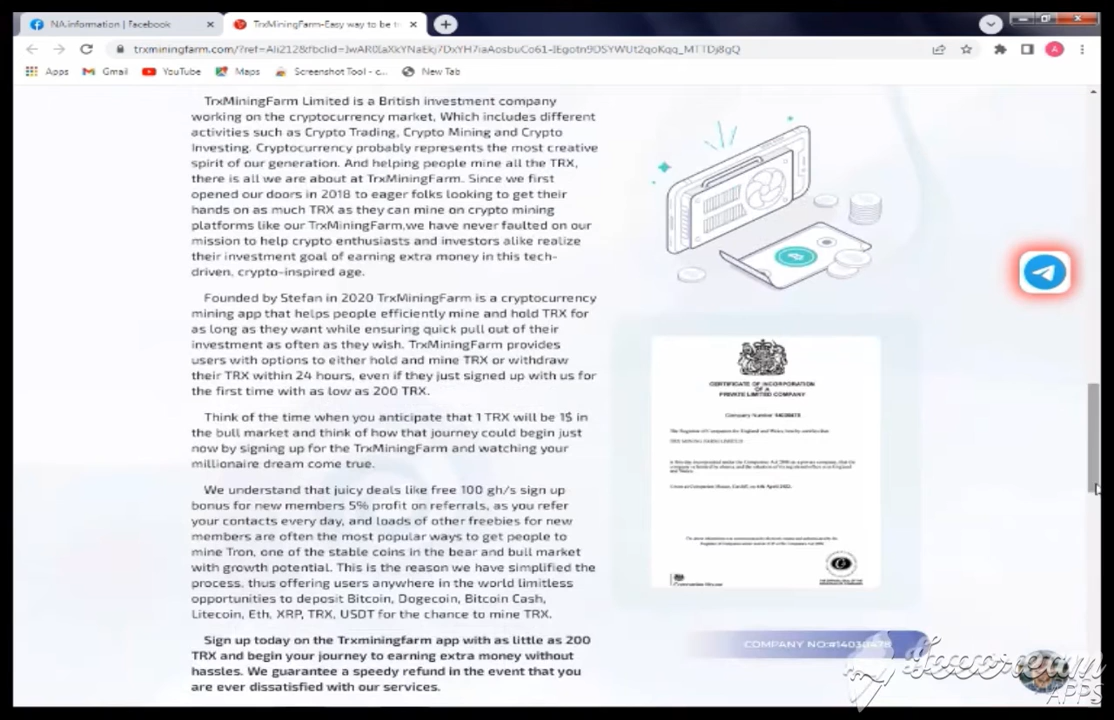 NA.information | Facebook
TrxMiningFarm-Easy way to be tr
trxminingfarm.com/?ref=Ali2128fbclid=IwAR0JaXkYNaEkj7DxYH7iaAosbuCo61-JEgotn9DSYWUt2qoKqq_MTTDj8gQ
A
Apps
Gmail
YouTube
Maps
Screenshot Tool - c...
New Tab
TrxMiningFarm Limited is a British investment company
working on the cryptocurrency market, Which includes different
activities such as Crypto Trading, Crypto Mining and Crypto
Investing. Cryptocurrency probably represents the most creative
spirit of our generation. And helping people mine all the TRX,
there is all we are about at TrxMiningFarm. Since we first
opened our doors in 2018 to eager folks looking to get their
hands on as much TRX as they can mine on crypto mining
platforms like our TrxMiningFarm,we have never faulted on our
mission to help crypto enthusiasts and investors alike realize
their investment goal of earning extra money in this tech-
driven, crypto-inspired age.
Founded by Stefan in 2020 TrxMiningFarm is a cryptocurrency
mining app that helps people efficiently mine and hold TRX for
as long as they want while ensuring quick pull out of their
investment as often as they wish. TrxMiningFarm provides
users with options to either hold and mine TRX or withdraw
their TRX within 24 hours, even if they just signed up with us for
the first time with as low as 200 TRX.
Think of the time when you anticipate that 1 TRX will be 1$ in
the bull market and think of how that journey could begin just
now by signing up for the TrxMiningFarm and watching your
millionaire dream come true.
We understand that juicy deals like free 100 gh/s sign up
bonus for new members 5% profit on referrals, as you refer
your contacts every day, and loads of other freebies for new
members are often the most popular ways to get people to
mine Tron, one of the stable coins in the bear and bull market
with growth potential. This is the reason we have simplified the
process, thus offering users anywhere in the world limitless
opportunities to deposit Bitcoin, Dogecoin, Bitcoin Cash,
Litecoin, Eth, XRP, TRX, USDT for the chance to mine TRX.
Sign up today on the Trxminingfarm app with as little as 200
TRX and begin your journey to earning extra money without
hassles. We guarantee a speedy refund in the event that you
are ever dissatisfied with our services.
CERTIFICATE OF INCORPORATION
OF A
PRIVATE LIMITED COMPANY
Company Number 14030478
The Registrar of Companies for England and Wales, hereby certifies that
COMPANY NO:#14030478
Icecream
APPS